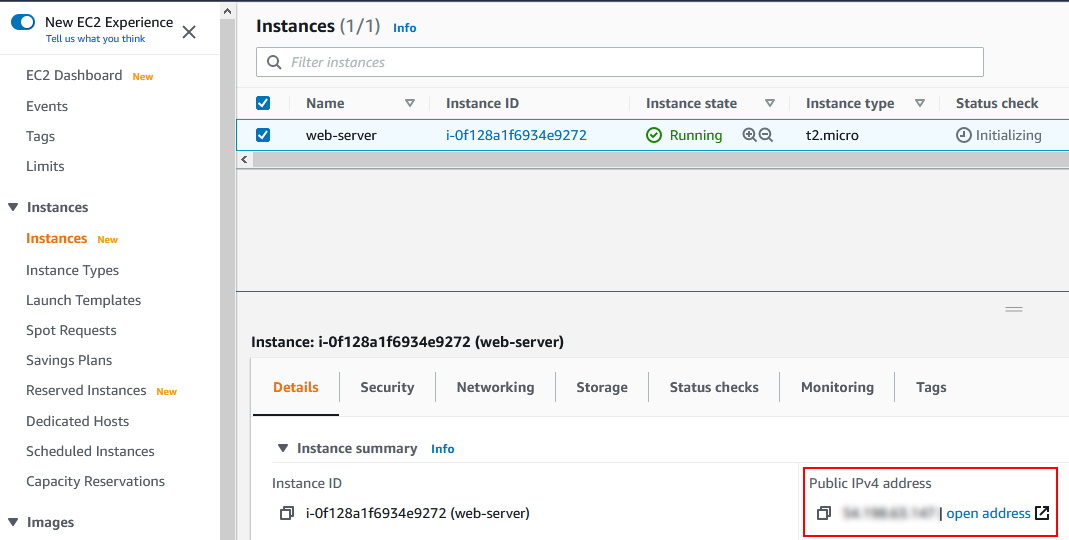 New EC2 Experience
Tell us what you think
EC2 Dashboard New
Events
Tags
Limits
Instances
Instances New
Instance Types
Launch Templates
Spot Requests
Savings Plans
Reserved Instances New
Dedicated Hosts
Scheduled Instances
Capacity Reservations
Images
Instances (1/1) Info
Filter instances
Name Instance ID Instance state Instance type Status check
web-server i-0f128a1f6934e9272 Running t2.micro Initializing
Instance: i-0f128a1f6934e9272 (web-server)
Details Security Networking Storage Status checks Monitoring Tags
Instance summary Info
Instance ID Public IPv4 address
i-0f128a1f6934e9272 (web-server) | open address